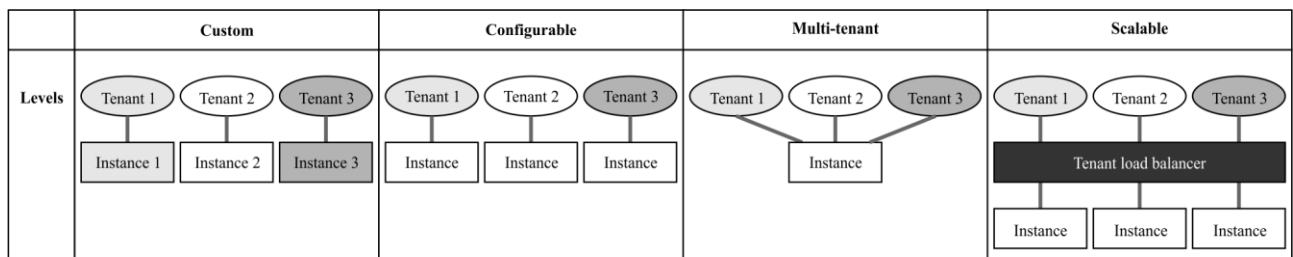 Custom Configurable Multi-tenant Scalable
Levels Tenant 1 Tenant 2 Tenant 3 Tenant 1 Tenant 2 Tenant 3 Tenant 1 Tenant 2 Tenant 3 Tenant 1 Tenant 2 Tenant 3
Instance 1 Instance 2 Instance 3 Instance Instance Instance Instance Tenant load balancer
Instance Instance Instance